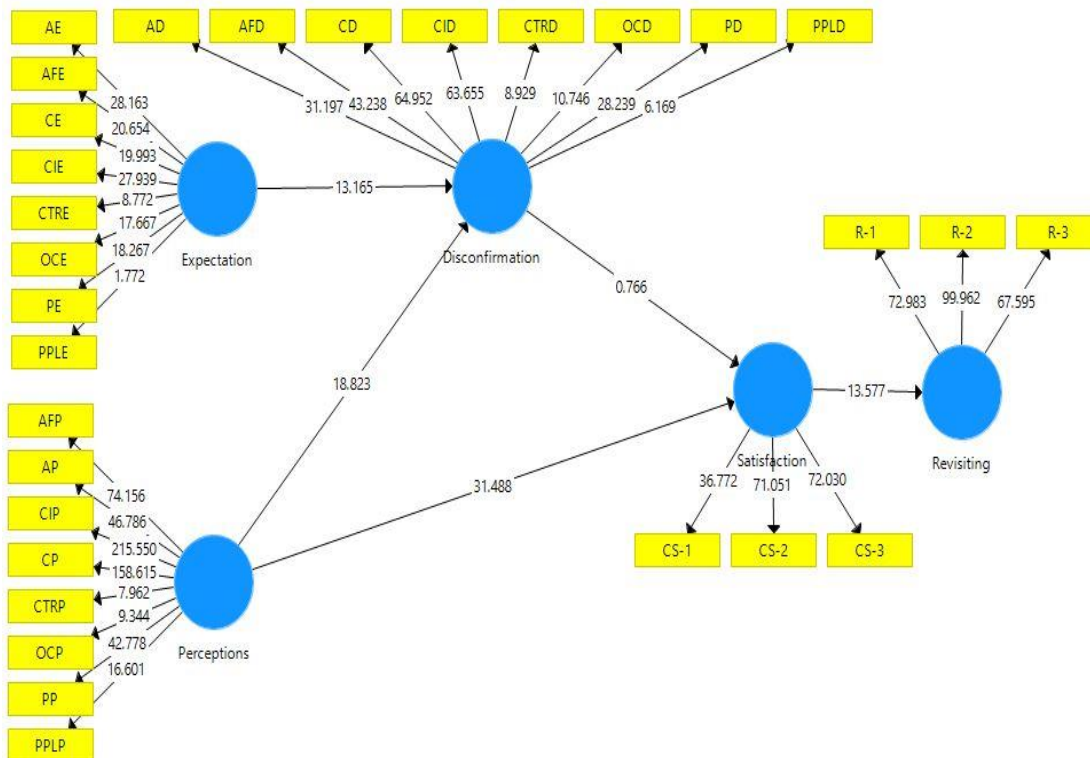 AE
AD
AFD
CD
CID
CTRD
OCD
PD
PPLD
AFE
CE
CIE
CTRE
OCE
PE
PPLE
28.163
20.654
19.993
27.939
8.772
17.667
18.267
1.772
31.197
43.238
64.952
63.655
8.929
10.746
28.239
6.169
Expectation
13.165
Disconfirmation
18.823
0.766
R-1
R-2
R-3
72.983
99.962
67.595
AFP
AP
CIP
CP
CTRP
OCP
PP
PPLP
74.156
46.786
215.550
158.615
7.962
9.344
42.778
16.601
Perceptions
31.488
Satisfaction
13.577
Revisiting
36.772
71.051
72.030
CS-1
CS-2
CS-3